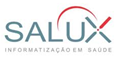 SALUX
INFORMATIZAÇÃO EM SAÚDE